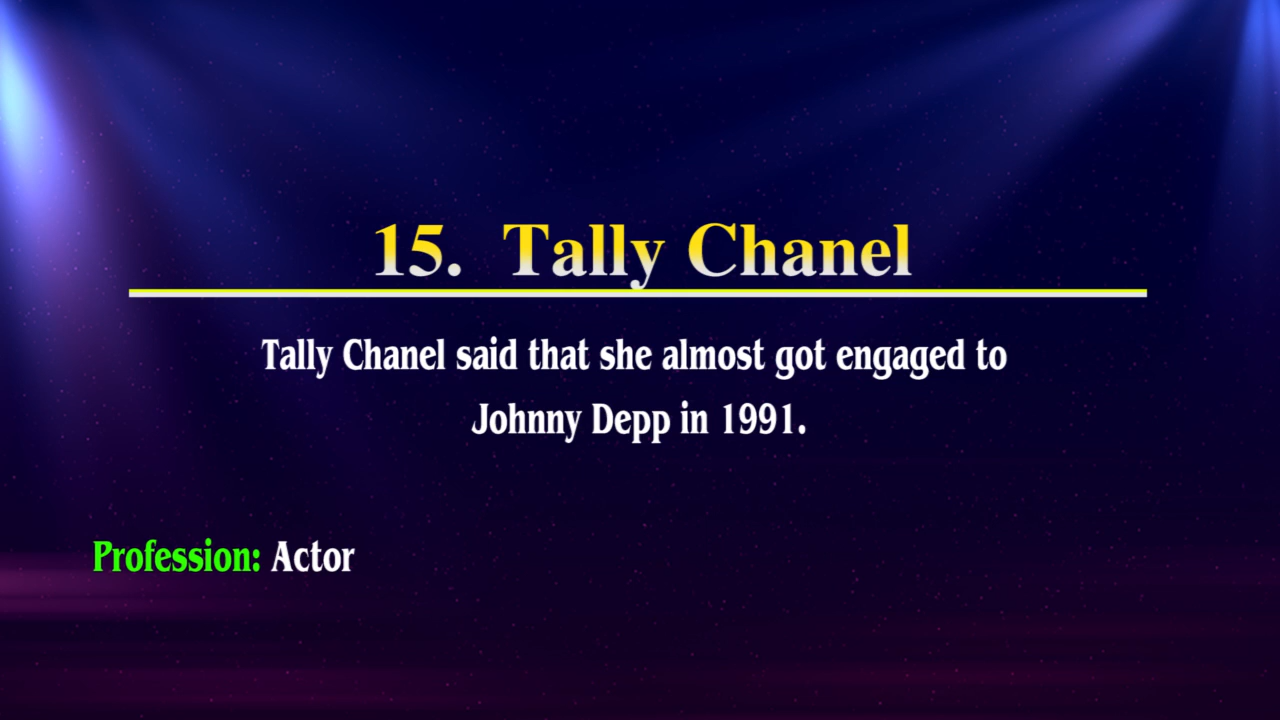 15. Tally Chanel
Tally Chanel said that she almost got engaged to
Johnny Depp in 1991.
Profession: Actor